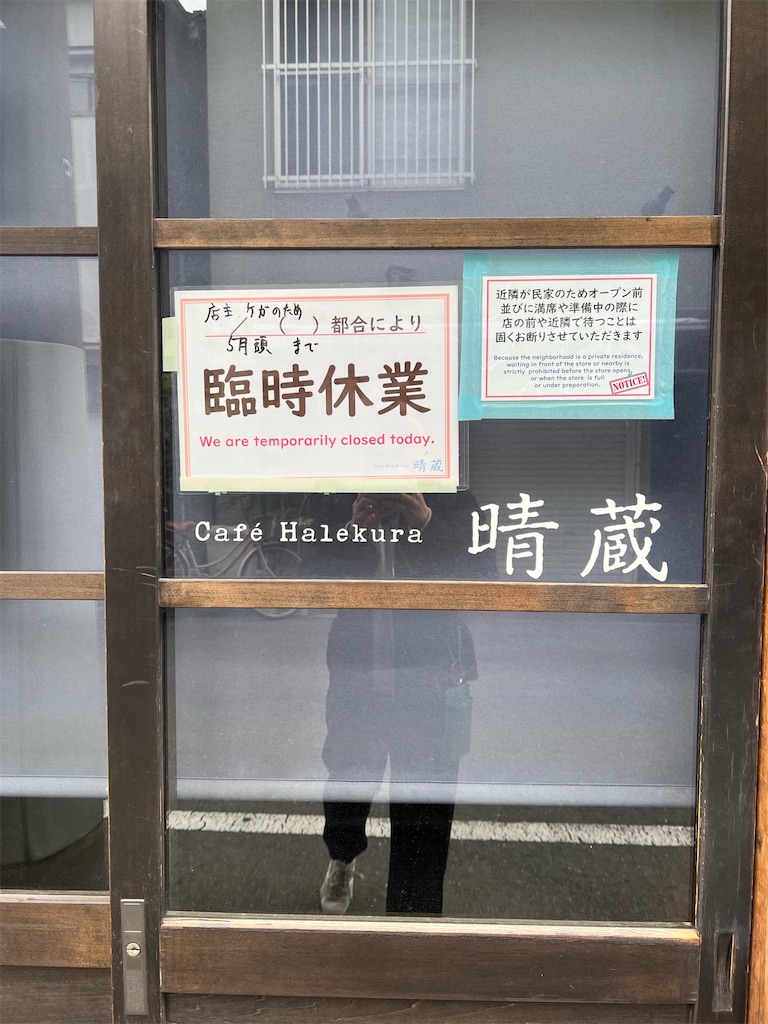 店主 ケガのため
( )都合により
5月頭 まで
臨時休業
We are temporarily closed today.
晴蔵
近隣が民家のためオープン前
並びに満席や準備中の際に
店の前や近隣で待つことは
固くお断りさせていただきます
Because the neighborhood is a private residence,
waiting in front of the store or nearby is
strictly prohibited before the store opens
or when the store is full
or under preparation.
NOTICE!
Café Halekura 晴蔵